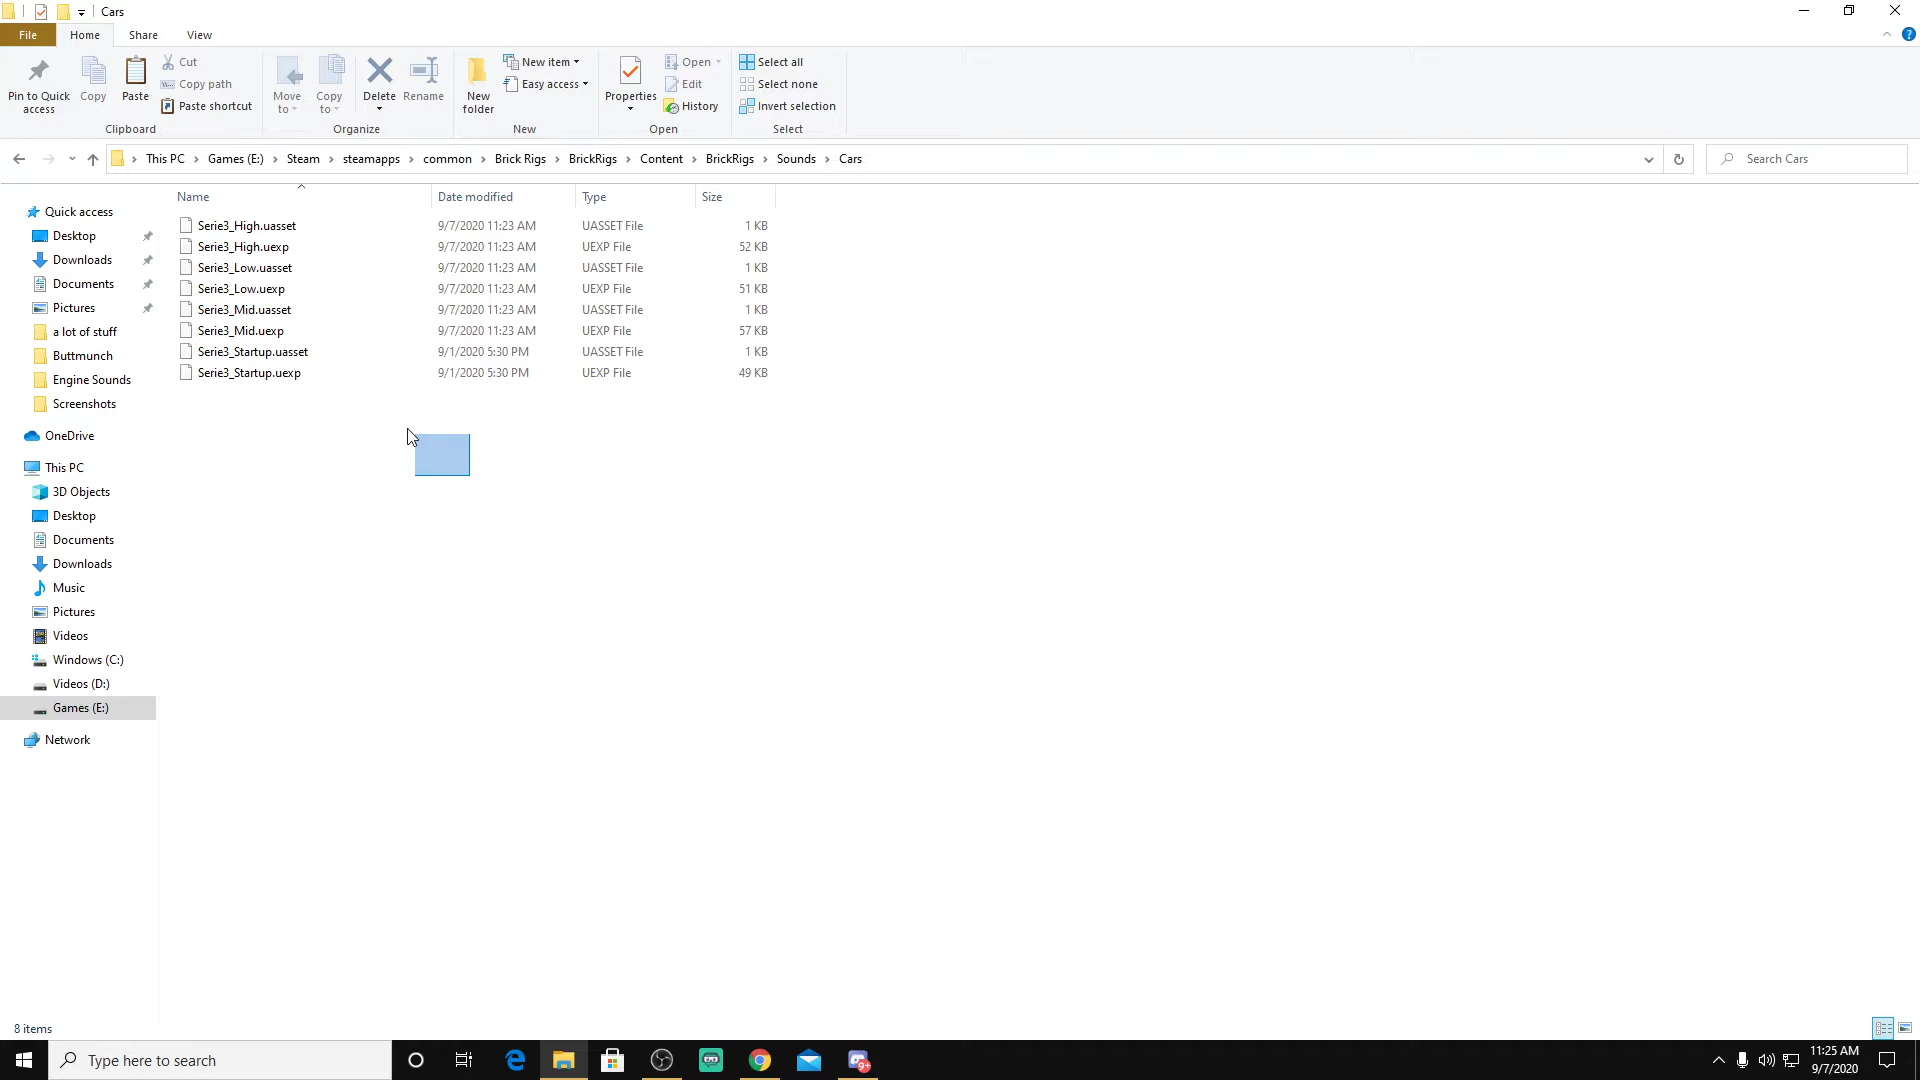 Cars
File Home Share View
Pin to Quick access
Copy
Paste
Cut
Copy path
Paste shortcut
Clipboard
Move to
Copy to
Delete
Rename
Organize
New folder
New item
Easy access
New
Properties
Open
Edit
History
Open
Select all
Select none
Invert selection
Select
This PC > Games (E:) > Steam > steamapps > common > Brick Rigs > BrickRigs > Content > BrickRigs > Sounds > Cars
Search Cars
Name Date modified Type Size
Serie3_High.uasset 9/7/2020 11:23 AM UASSET File 1 KB
Serie3_High.uexp 9/7/2020 11:23 AM UEXP File 52 KB
Serie3_Low.uasset 9/7/2020 11:23 AM UASSET File 1 KB
Serie3_Low.uexp 9/7/2020 11:23 AM UEXP File 51 KB
Serie3_Mid.uasset 9/7/2020 11:23 AM UASSET File 1 KB
Serie3_Mid.uexp 9/7/2020 11:23 AM UEXP File 57 KB
Serie3_Startup.uasset 9/1/2020 5:30 PM UASSET File 1 KB
Serie3_Startup.uexp 9/1/2020 5:30 PM UEXP File 49 KB
Quick access
Desktop
Downloads
Documents
Pictures
a lot of stuff
Buttmunch
Engine Sounds
Screenshots
OneDrive
This PC
3D Objects
Desktop
Documents
Downloads
Music
Pictures
Videos
Windows (C:)
Videos (D:)
Games (E:)
Network
8 items
Type here to search
9+
11:25 AM
9/7/2020